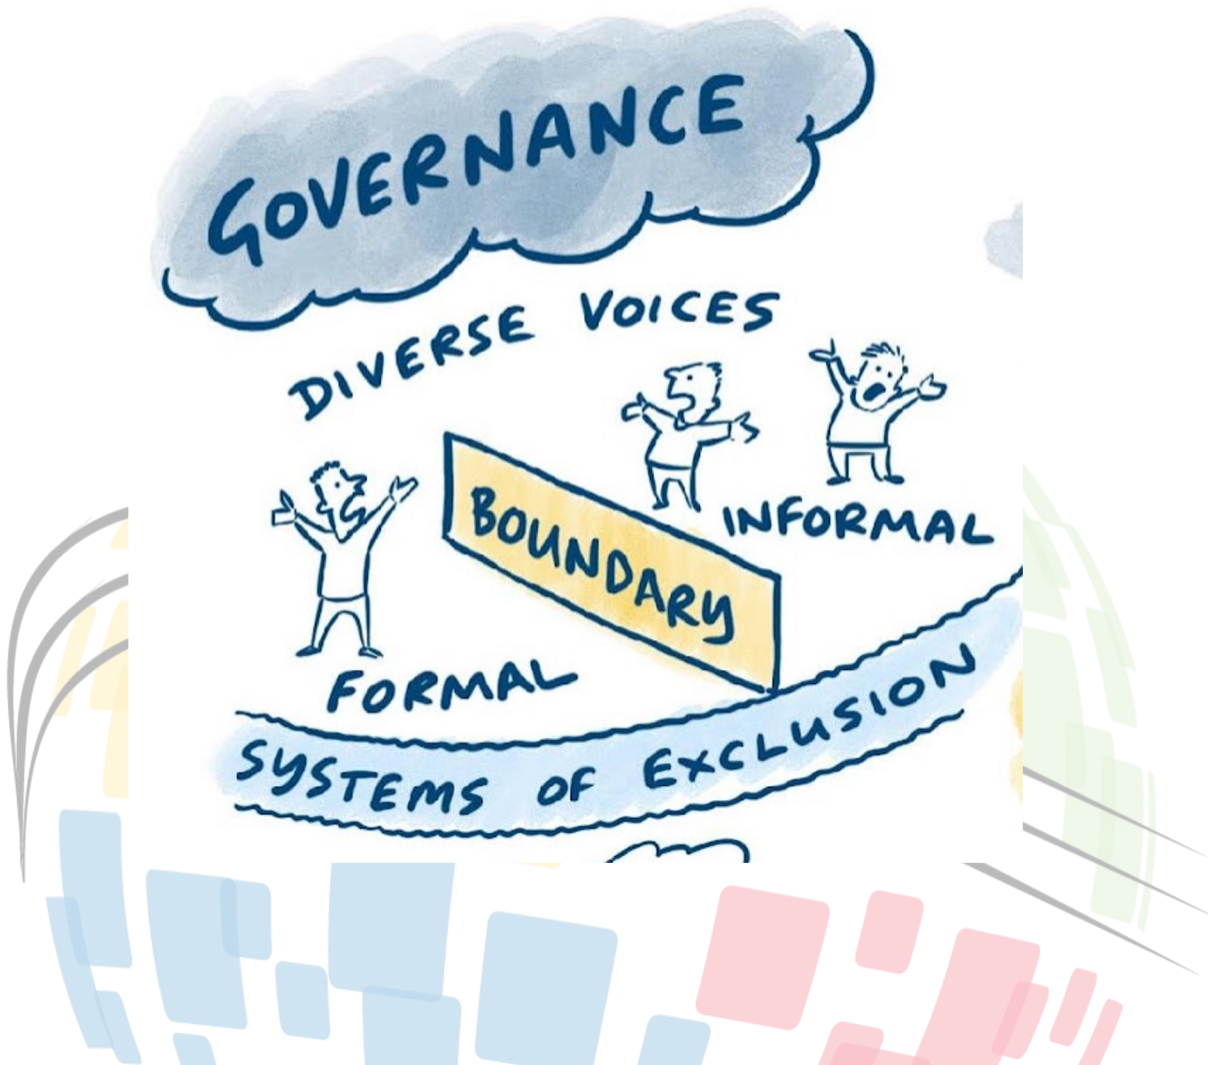 GOVERNANCE
DIVERSE VOICES
BOUNDARY
INFORMAL
FORMAL
SYSTEMS OF EXCLUSION